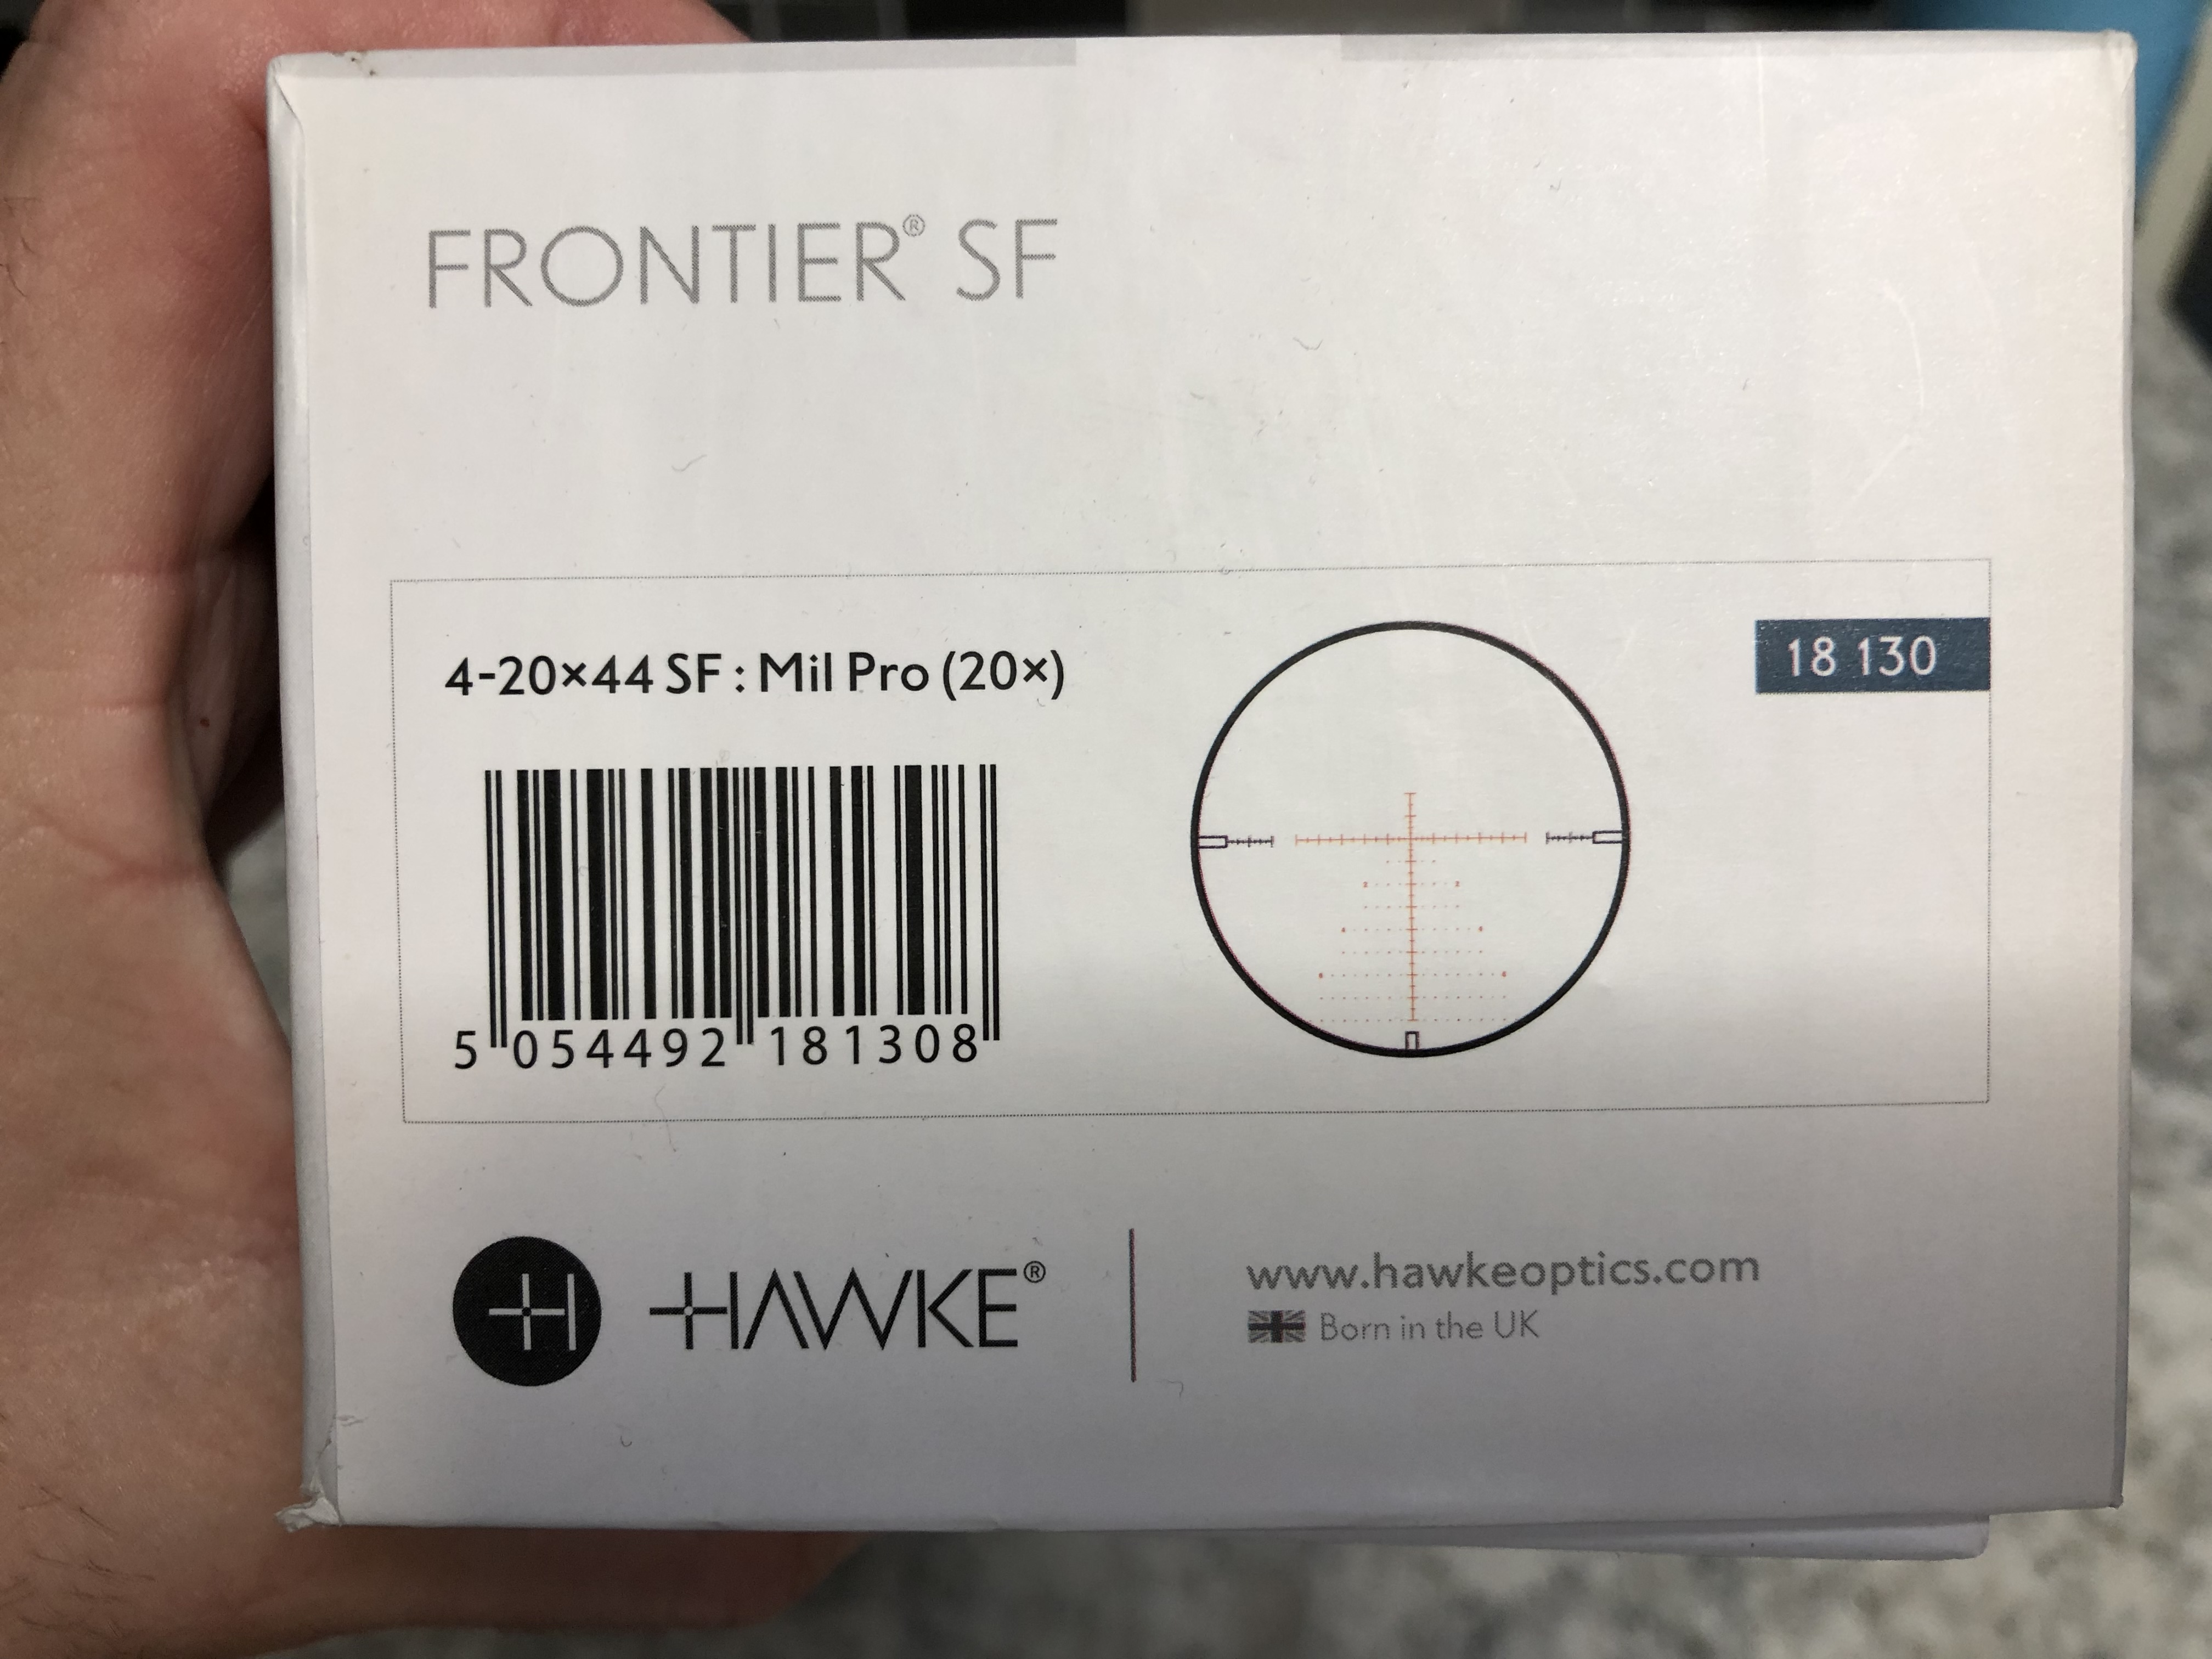 FRONTIER® SF
4-20×44 SF : Mil Pro (20×)
18 130
5 054492 181308
HAWKE®
www.hawkeoptics.com
Born in the UK